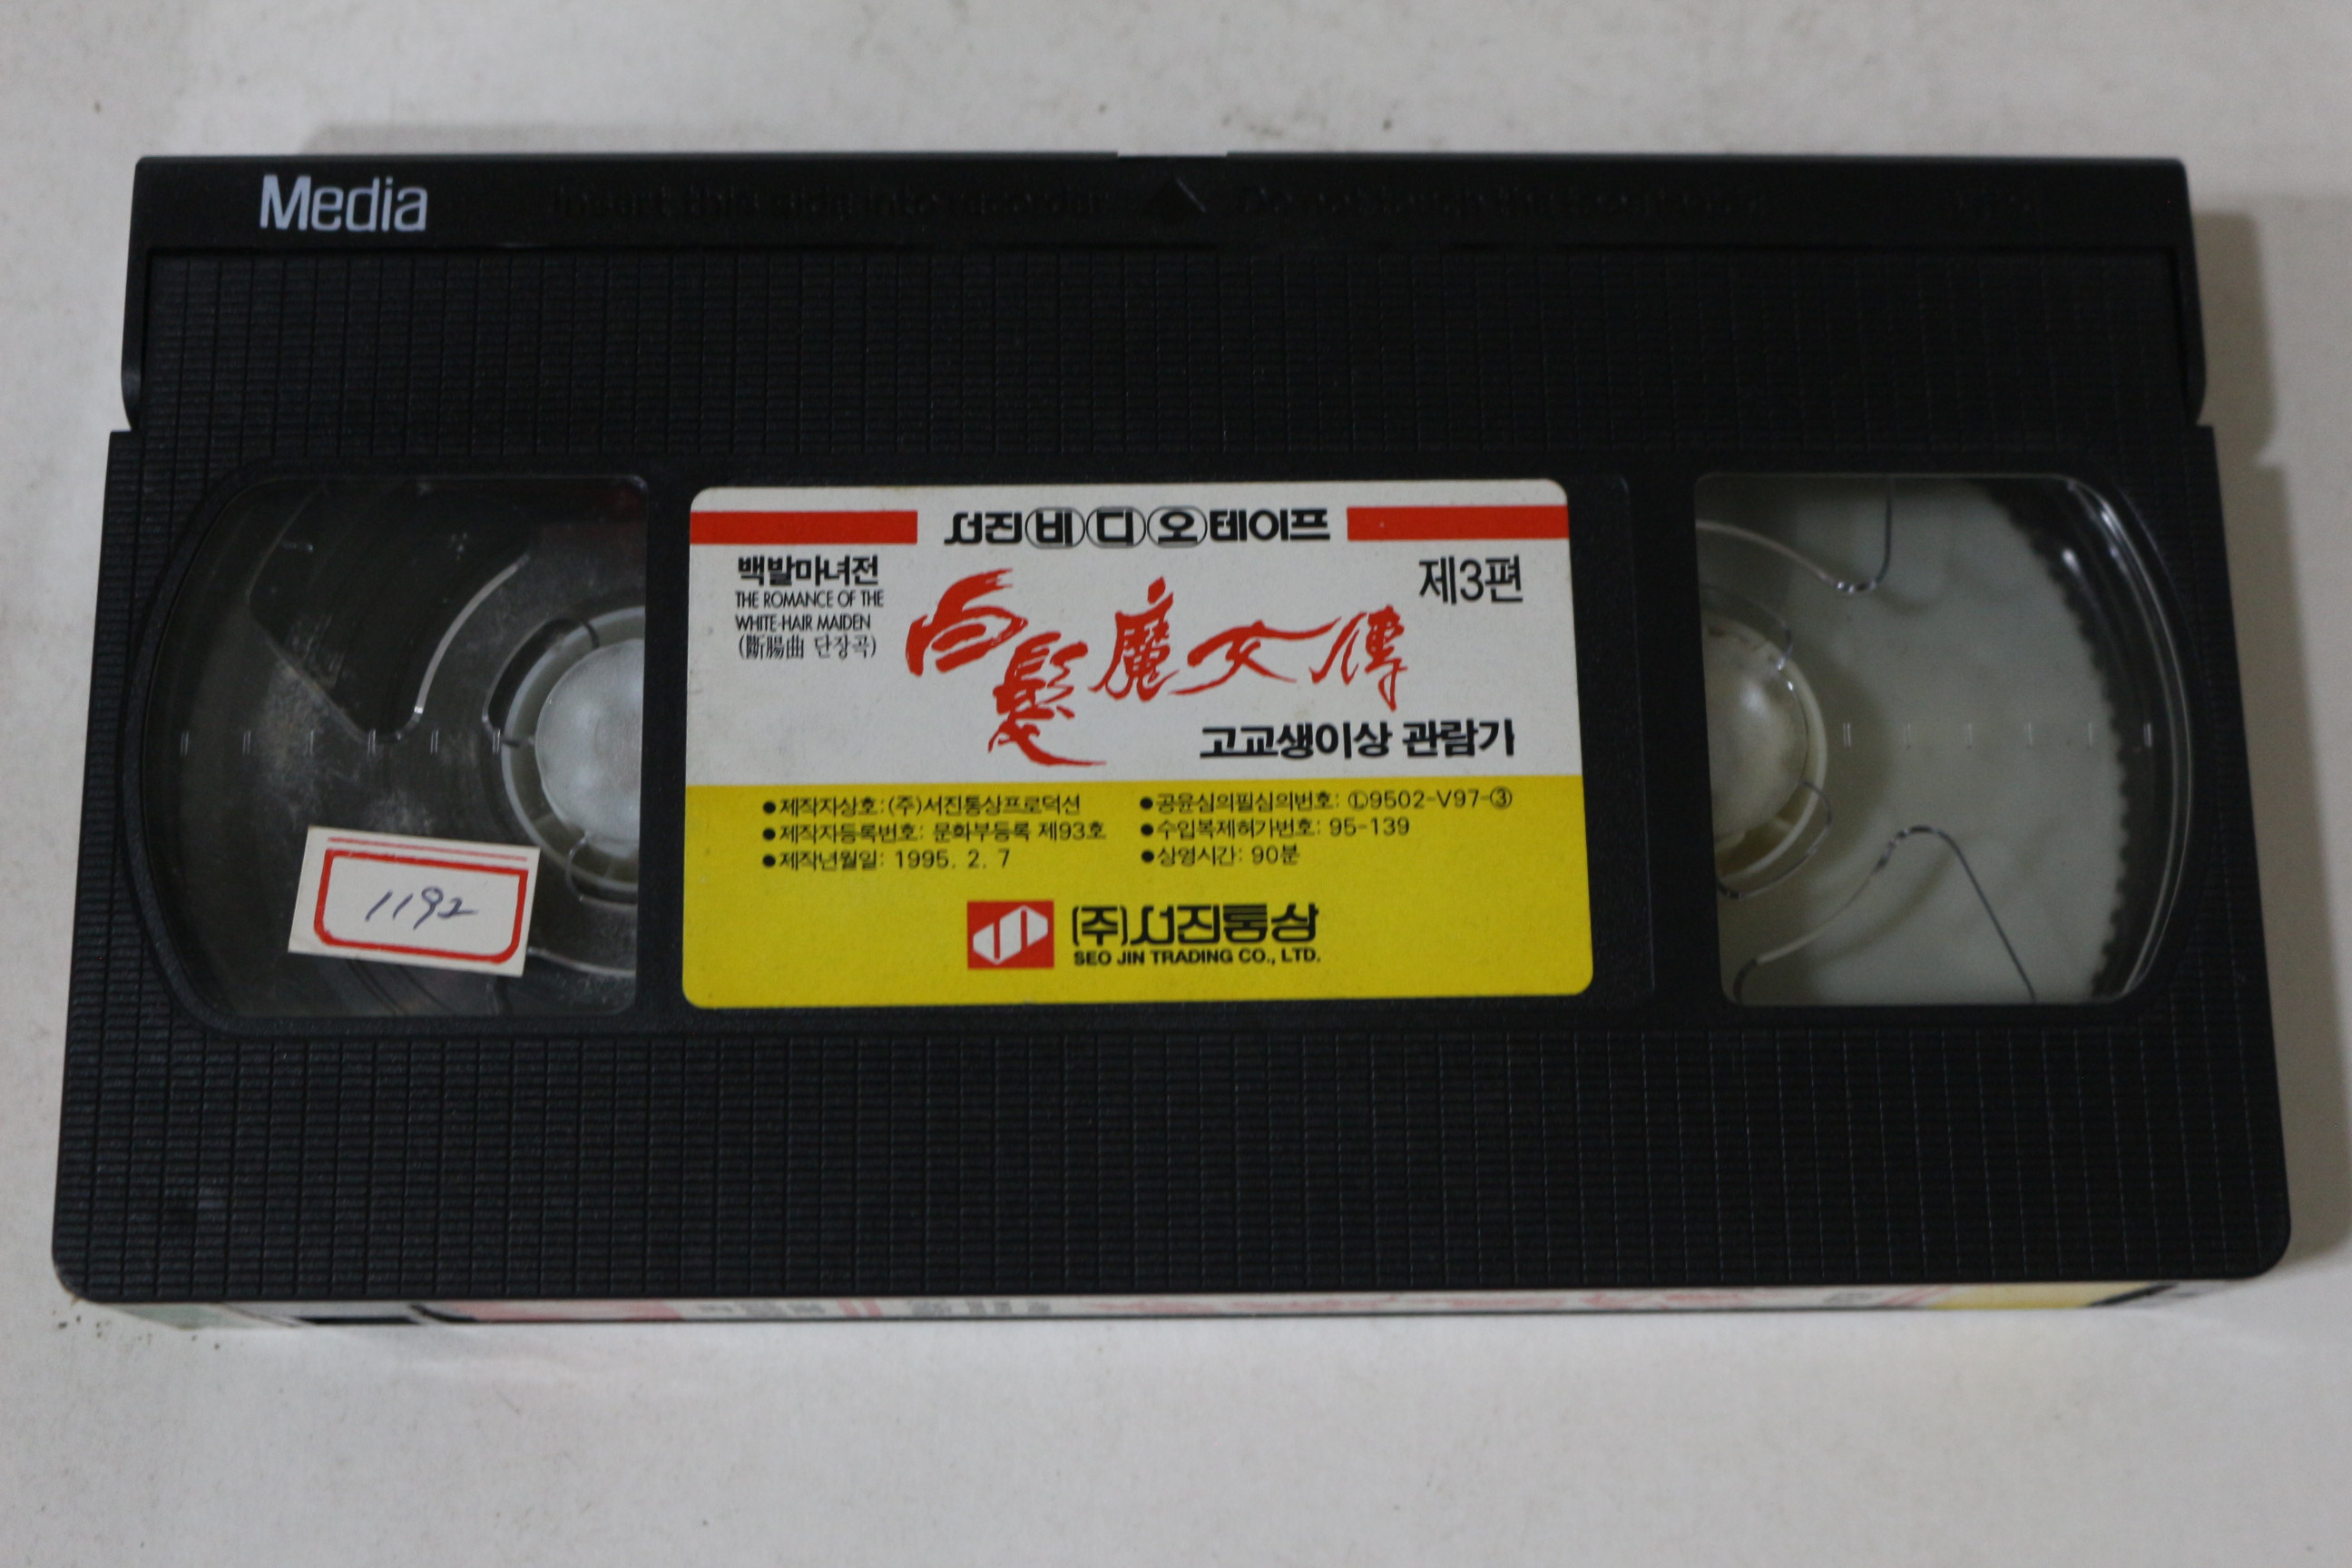 Media
Insert this side into recorder
서진비디오테이프
백발마녀전
THE ROMANCE OF THE
WHITE-HAIR MAIDEN
(斷腸曲 단장곡)
白髮魔女傳
제3편
고교생이상 관람가
●제작자상호:(주)서진통상프로덕션
●제작자등록번호: 문화부등록 제93호
●제작년월일: 1995. 2. 7
●공윤심의필심의번호: Ⓛ9502-V97-③
●수입복제허가번호: 95-139
●상영시간: 90분
(주)서진통상
SEO JIN TRADING CO., LTD.
1192